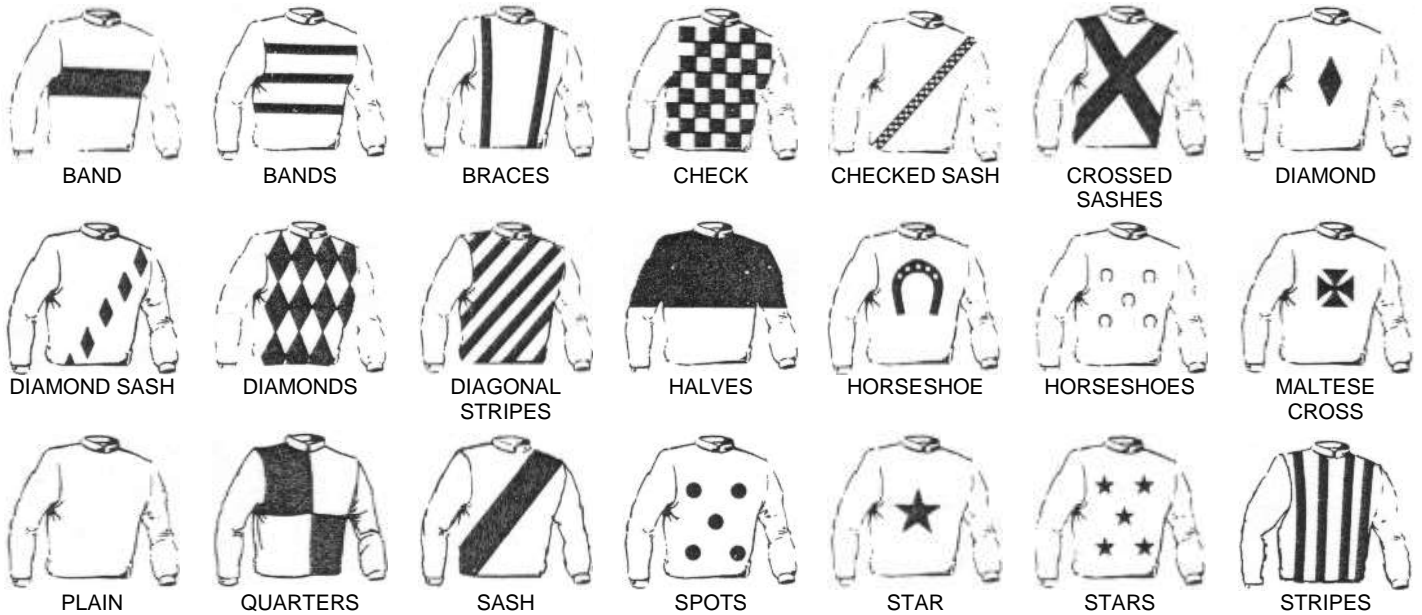 BAND
BANDS
BRACES
CHECK
CHECKED SASH
CROSSED
SASHES
DIAMOND
DIAMOND SASH
DIAMONDS
DIAGONAL
STRIPES
HALVES
HORSESHOE
HORSESHOES
MALTESE
CROSS
PLAIN
QUARTERS
SASH
SPOTS
STAR
STARS
STRIPES